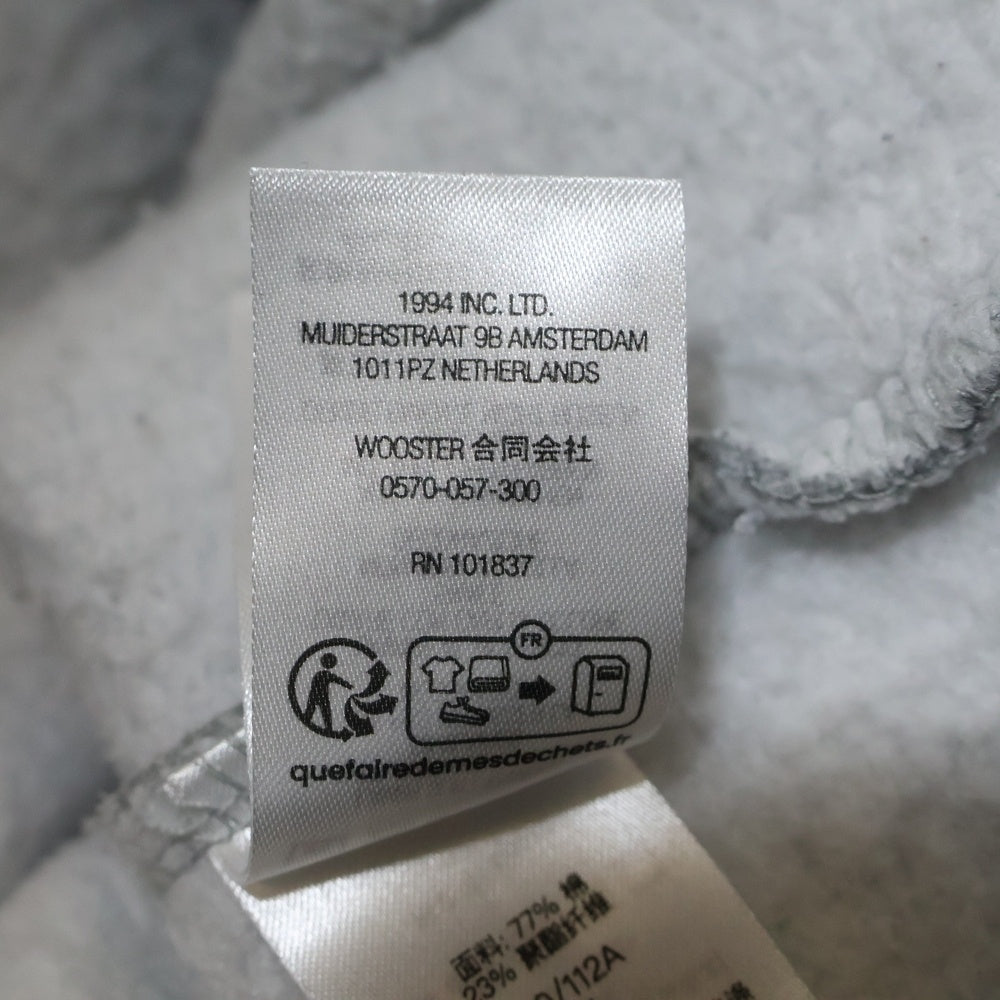 1994 INC. LTD.
MUIDERSTRAAT 9B AMSTERDAM
1011PZ NETHERLANDS
WOOSTER 合同会社
0570-057-300
RN 101837
FR
quefairedemesdechets.fr
面料: 77% 棉
23% 聚酯纤维
/112A